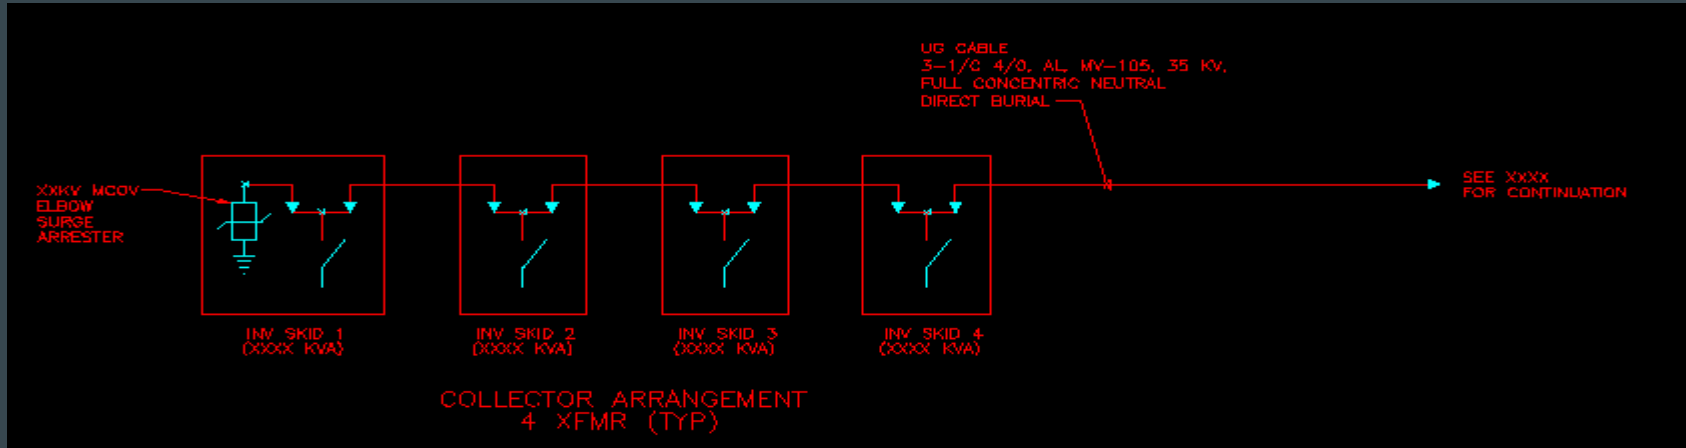 UG CABLE
3-1/C 4/0, AL, MV-105, 35 KV,
FULL CONCENTRIC NEUTRAL
DIRECT BURIAL
XXKV MCOV
ELBOW
SURGE
ARRESTER
SEE XXXX
FOR CONTINUATION
INV SKID 1
(XXXX KVA)
INV SKID 2
(XXXX KVA)
INV SKID 3
(XXXX KVA)
INV SKID 4
(XXXX KVA)
COLLECTOR ARRANGEMENT
4 XFMR (TYP)